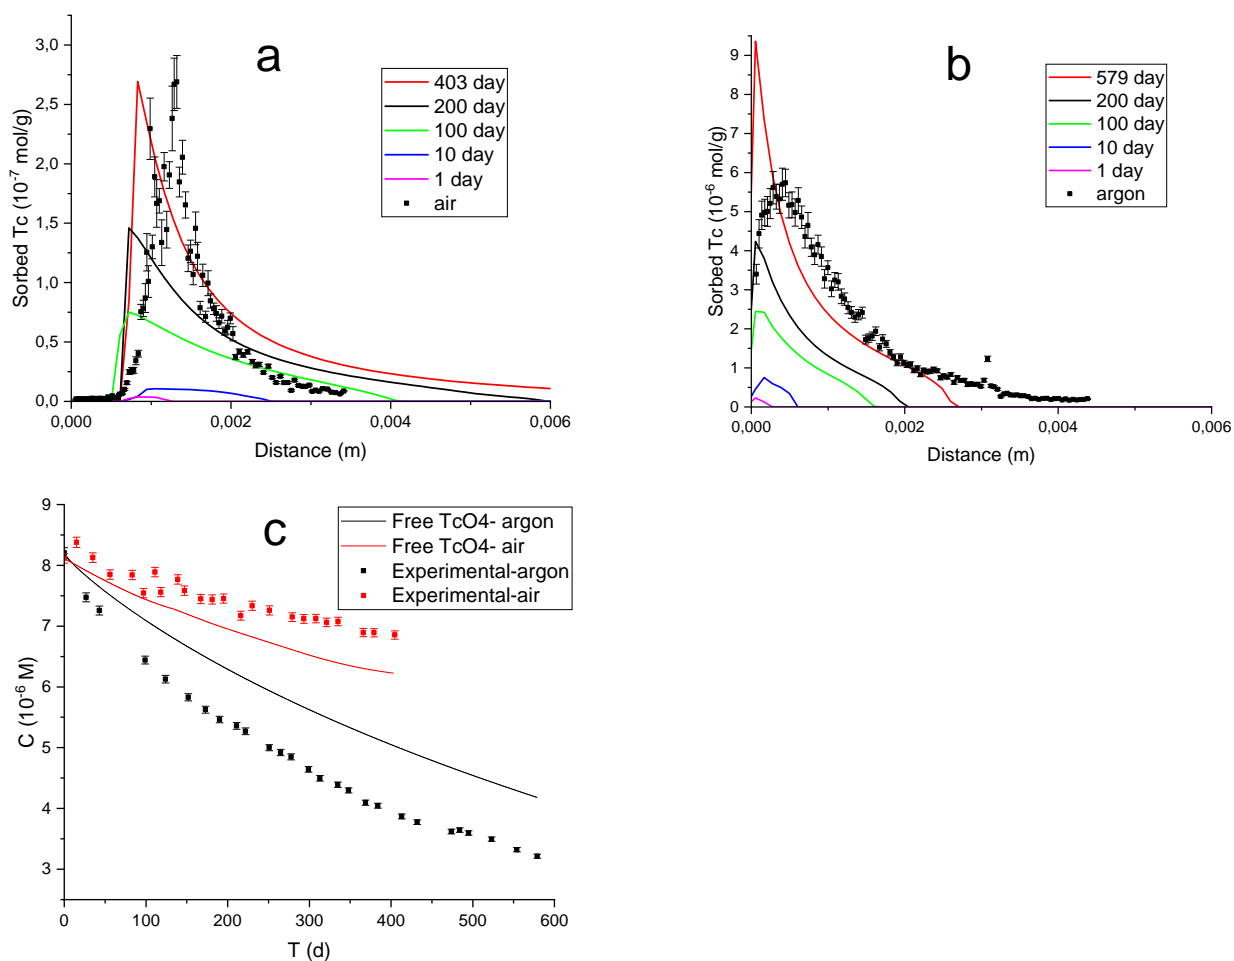 a
3,0
2,5
2,0
1,5
1,0
0,5
0,0
Sorbed Tc (10⁻⁷ mol/g)
403 day
200 day
100 day
10 day
1 day
air
0,000
0,002
0,004
0,006
Distance (m)
b
9
8
7
6
5
4
3
2
1
0
Sorbed Tc (10⁻⁶ mol/g)
579 day
200 day
100 day
10 day
1 day
argon
0,000
0,002
0,004
0,006
Distance (m)
c
9
8
7
6
5
4
3
C (10⁻⁶ M)
Free TcO4- argon
Free TcO4- air
Experimental-argon
Experimental-air
0
100
200
300
400
500
600
T (d)